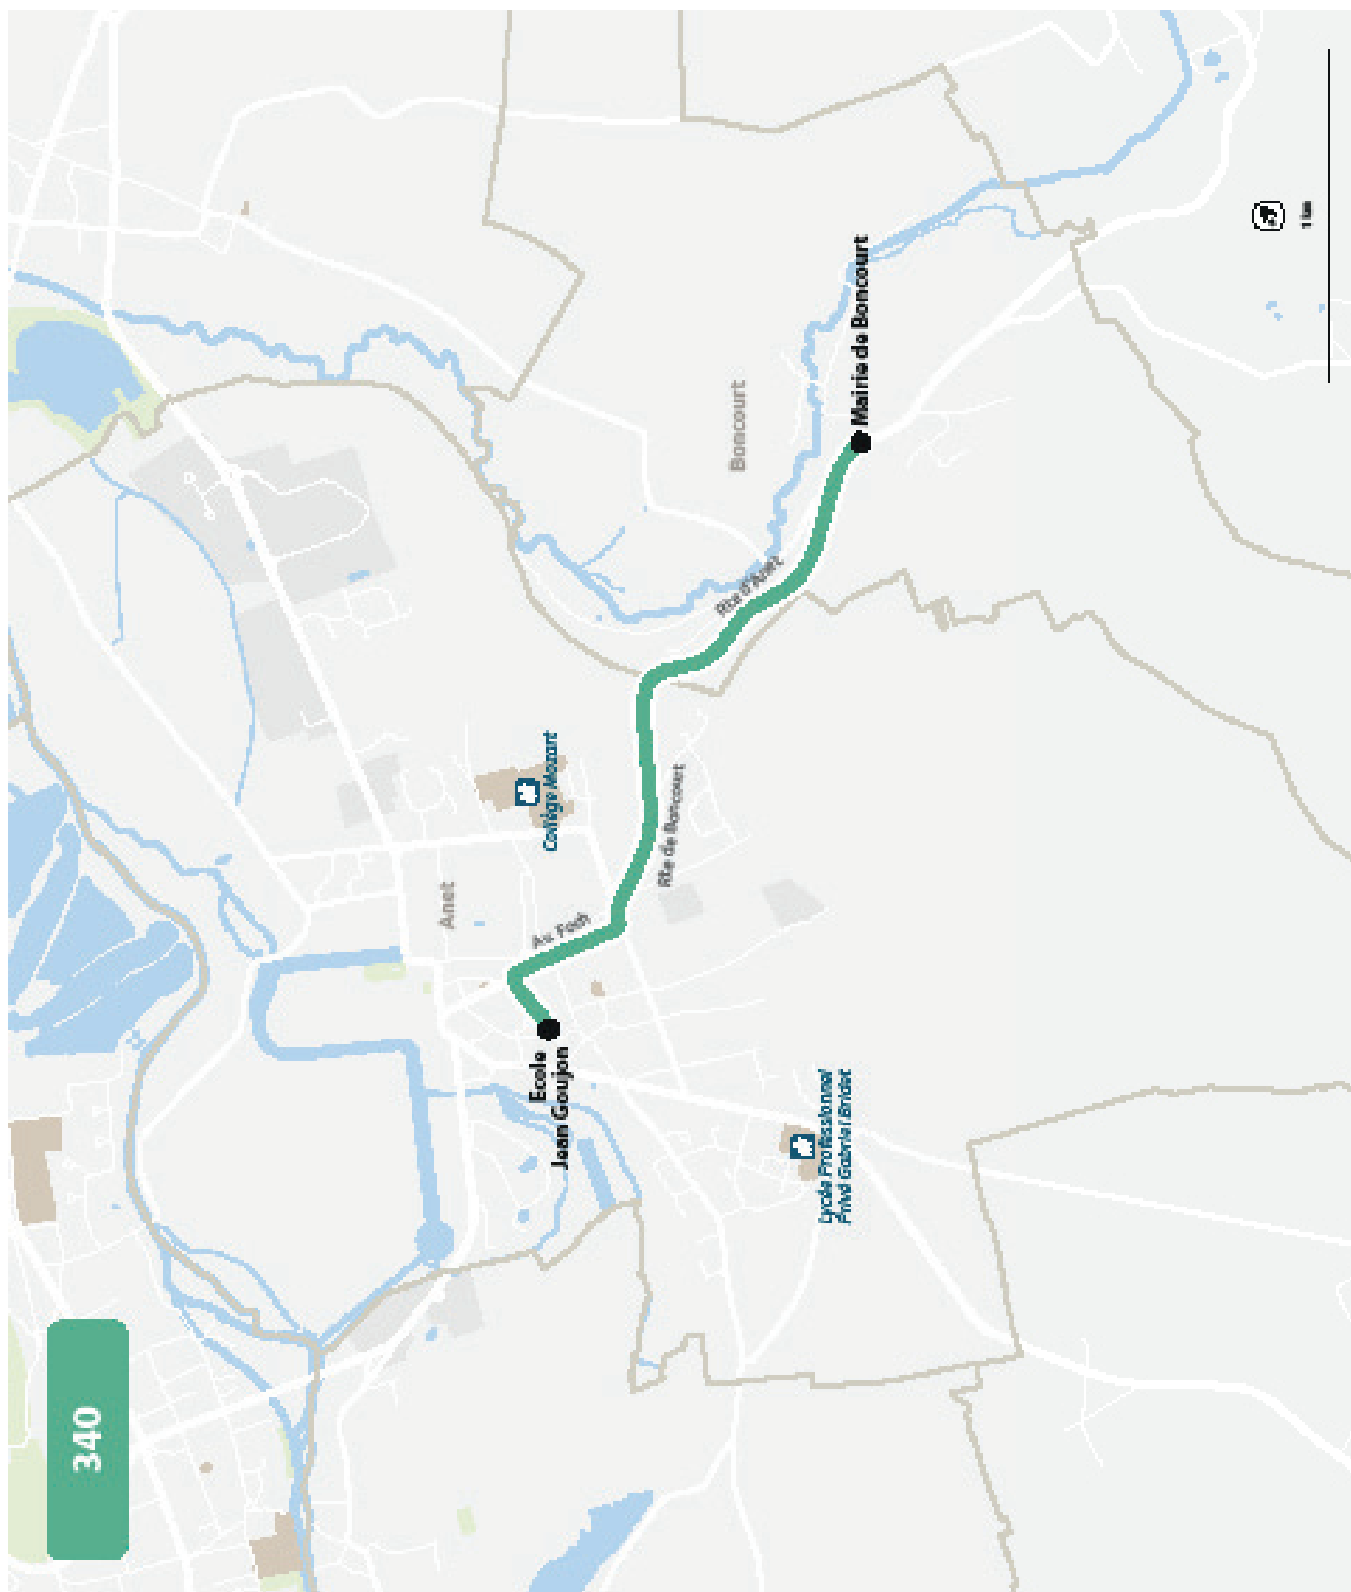 340
Ecole
Jean Goujon
Av. Foch
Anet
Collège Mozart
Rte de Boncourt
Rte d'Anet
Boncourt
Mairie de Boncourt
Lycée Professionnel
Privé Gabriel Bridet
1 km